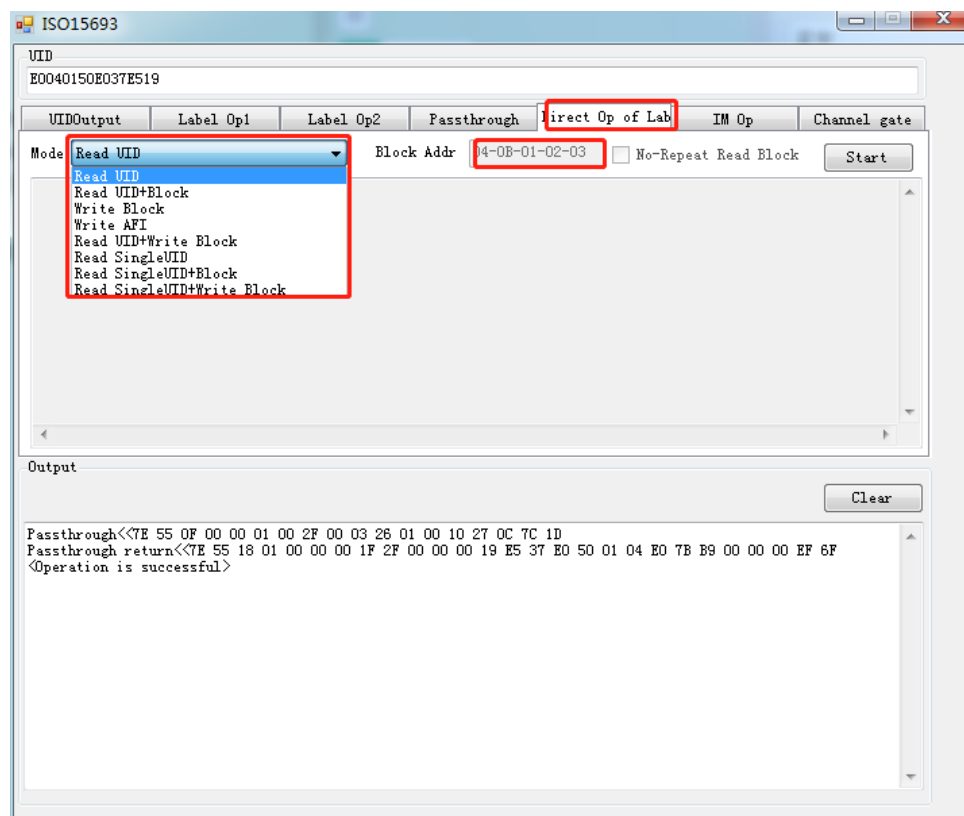 ISO15693
UID
E0040150E037E519
UIDOutput Label Op1 Label Op2 Passthrough Direct Op of Lab IM Op Channel gate
Mode Read UID Block Addr 04-0B-01-02-03 No-Repeat Read Block Start
Read UID
Read UID+Block
Write Block
Write AFI
Read UID+Write Block
Read SingleUID
Read SingleUID+Block
Read SingleUID+Write Block
Output
Clear
Passthrough<<7E 55 0F 00 00 01 00 2F 00 03 26 01 00 10 27 0C 7C 1D
Passthrough return<<7E 55 18 01 00 00 00 1F 2F 00 00 00 19 E5 37 E0 50 01 04 E0 7B B9 00 00 00 EF 6F
<Operation is successful>